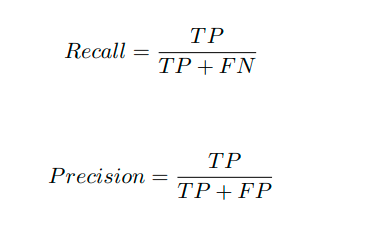 Recall = TP / TP + FN
Precision = TP / TP + FP